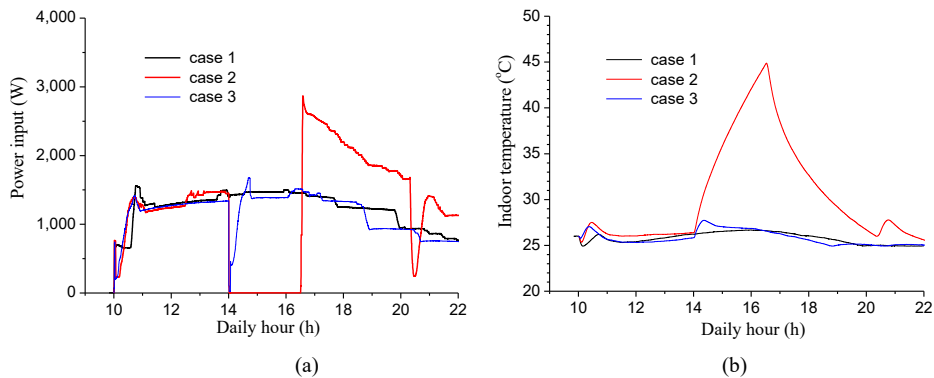 4,000
3,000
2,000
1,000
0
Power input (W)
case 1
case 2
case 3
10 12 14 16 18 20 22
Daily hour (h)
(a)
50
45
40
35
30
25
20
Indoor temperature (°C)
case 1
case 2
case 3
10 12 14 16 18 20 22
Daily hour (h)
(b)